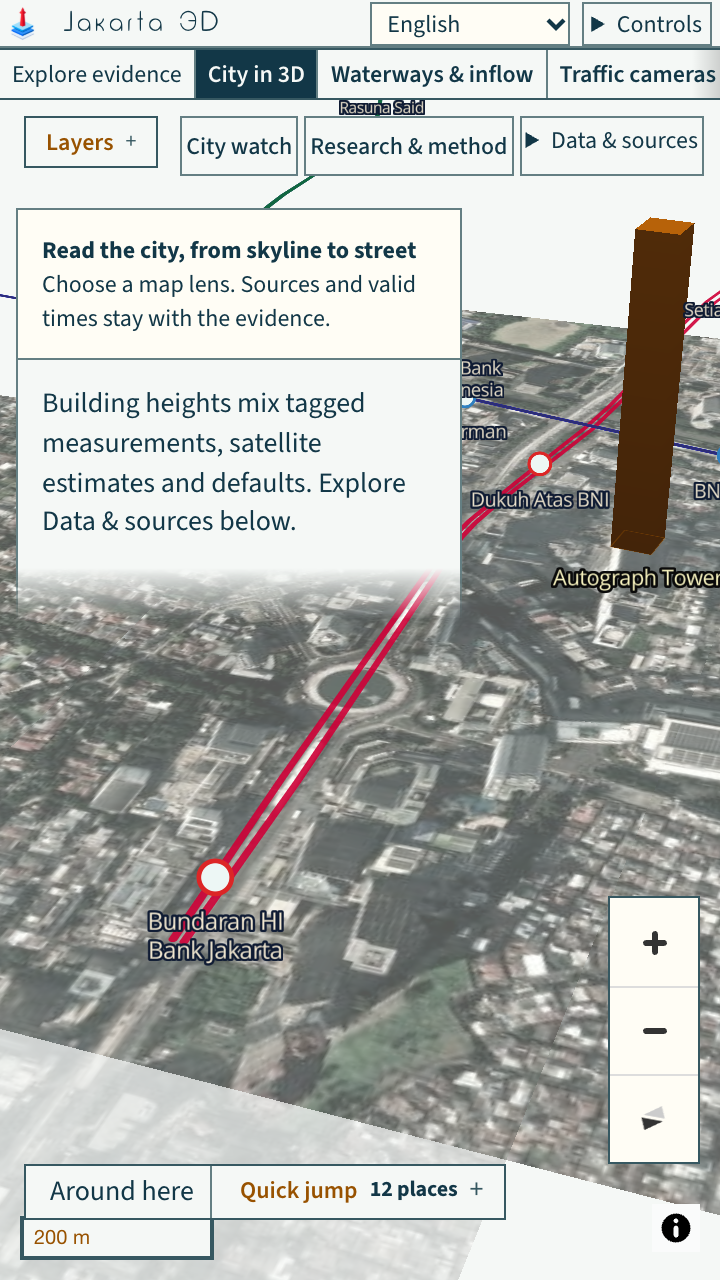 Jakarta 3D
English
Controls
Explore evidence
City in 3D
Waterways & inflow
Traffic cameras
Rasuna Said
Layers +
City watch
Research & method
Data & sources
Read the city, from skyline to street
Choose a map lens. Sources and valid
times stay with the evidence.
Building heights mix tagged
measurements, satellite
estimates and defaults. Explore
Data & sources below.
Setia
Bank
nesia
rman
Dukuh Atas BNI
BN
Autograph Tower
Bundaran HI
Bank Jakarta
+
−
Around here
Quick jump 12 places +
200 m